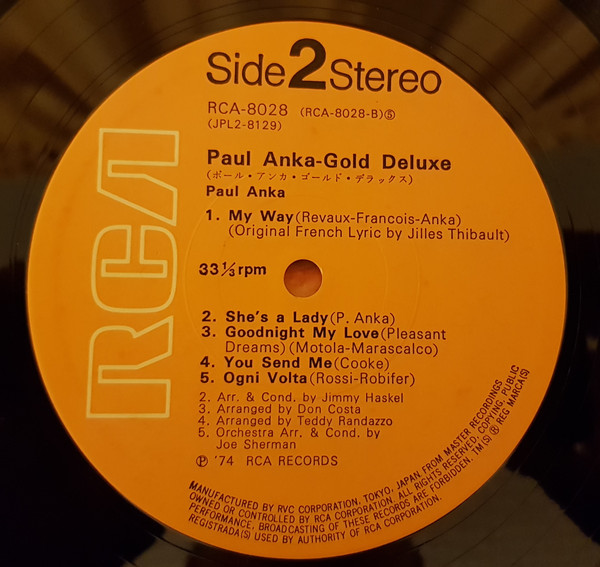 Side 2 Stereo
RCA-8028 (RCA-8028-B)⑤
(JPL2-8129)
Paul Anka-Gold Deluxe
(ポール・アンカ・ゴールド・デラックス)
Paul Anka
1. My Way(Revaux-Francois-Anka)
(Original French Lyric by Jilles Thibault)
33 1/3 rpm
2. She's a Lady(P. Anka)
3. Goodnight My Love(Pleasant
Dreams)(Motola-Marascalco)
4. You Send Me(Cooke)
5. Ogni Volta(Rossi-Robifer)
2. Arr. & Cond. by Jimmy Haskel
3. Arranged by Don Costa
4. Arranged by Teddy Randazzo
5. Orchestra Arr. & Cond. by
Joe Sherman
Ⓟ '74 RCA RECORDS
RCA
MANUFACTURED BY RVC CORPORATION, TOKYO, JAPAN FROM MASTER RECORDINGS
OWNED OR CONTROLLED BY RCA CORPORATION. ALL RIGHTS RESERVED, COPYING, PUBLIC
PERFORMANCE, BROADCASTING OF THESE RECORDS ARE FORBIDDEN. TM(S) Ⓡ REG MARCA(S)
REGISTRADA(S) USED BY AUTHORITY OF RCA CORPORATION.